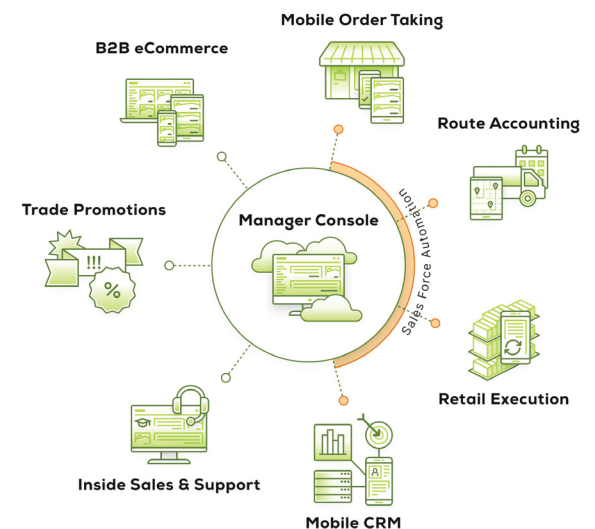 Mobile Order Taking
B2B eCommerce
Route Accounting
Trade Promotions
Manager Console
Sales Force Automation
!!!
%
Retail Execution
Inside Sales & Support
Mobile CRM